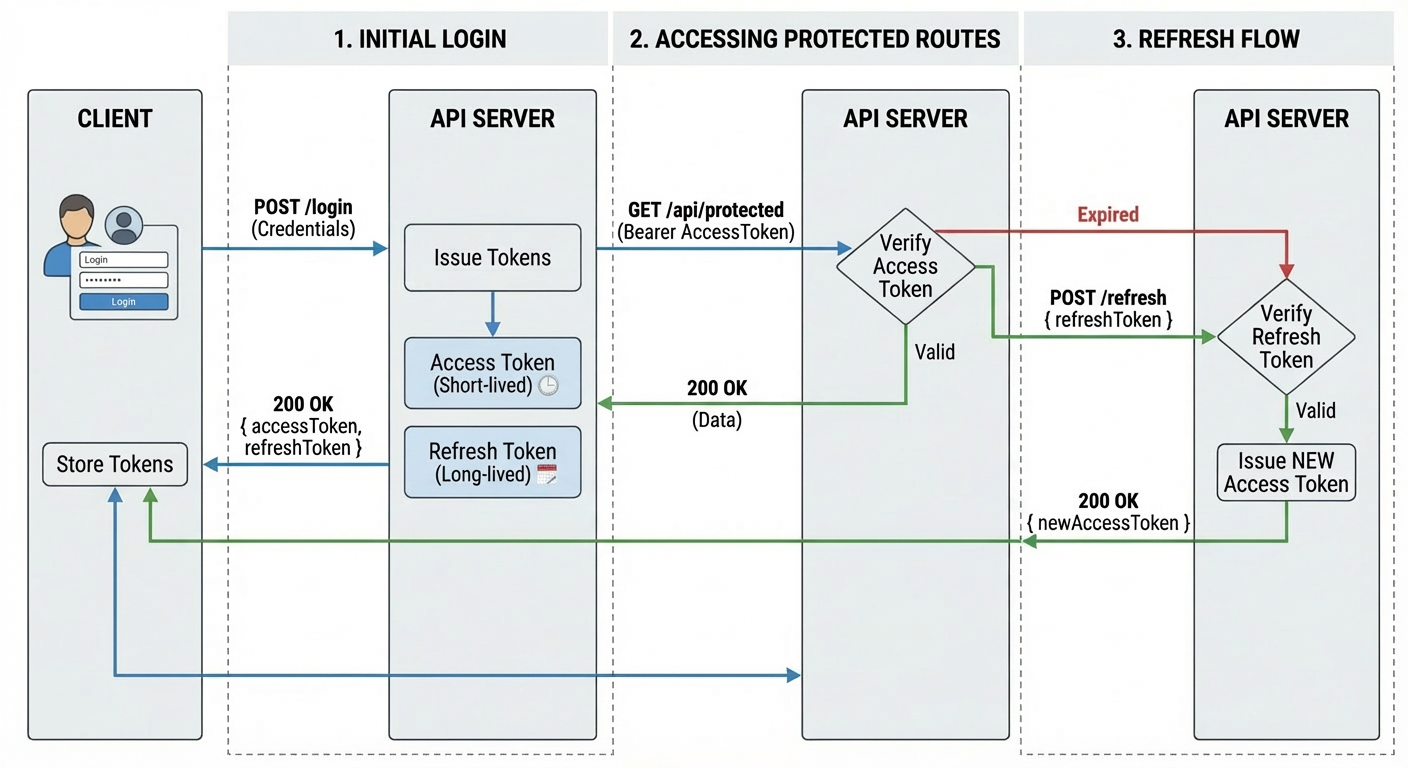 1. INITIAL LOGIN
2. ACCESSING PROTECTED ROUTES
3. REFRESH FLOW
CLIENT
API SERVER
API SERVER
API SERVER
Login
••••••••
Login
POST /login
(Credentials)
Issue Tokens
Access Token
(Short-lived)
Refresh Token
(Long-lived)
200 OK
{ accessToken,
refreshToken }
Store Tokens
GET /api/protected
(Bearer AccessToken)
Verify
Access
Token
Valid
200 OK
(Data)
Expired
POST /refresh
{ refreshToken }
Verify
Refresh
Token
Valid
Issue NEW
Access Token
200 OK
{ newAccessToken }